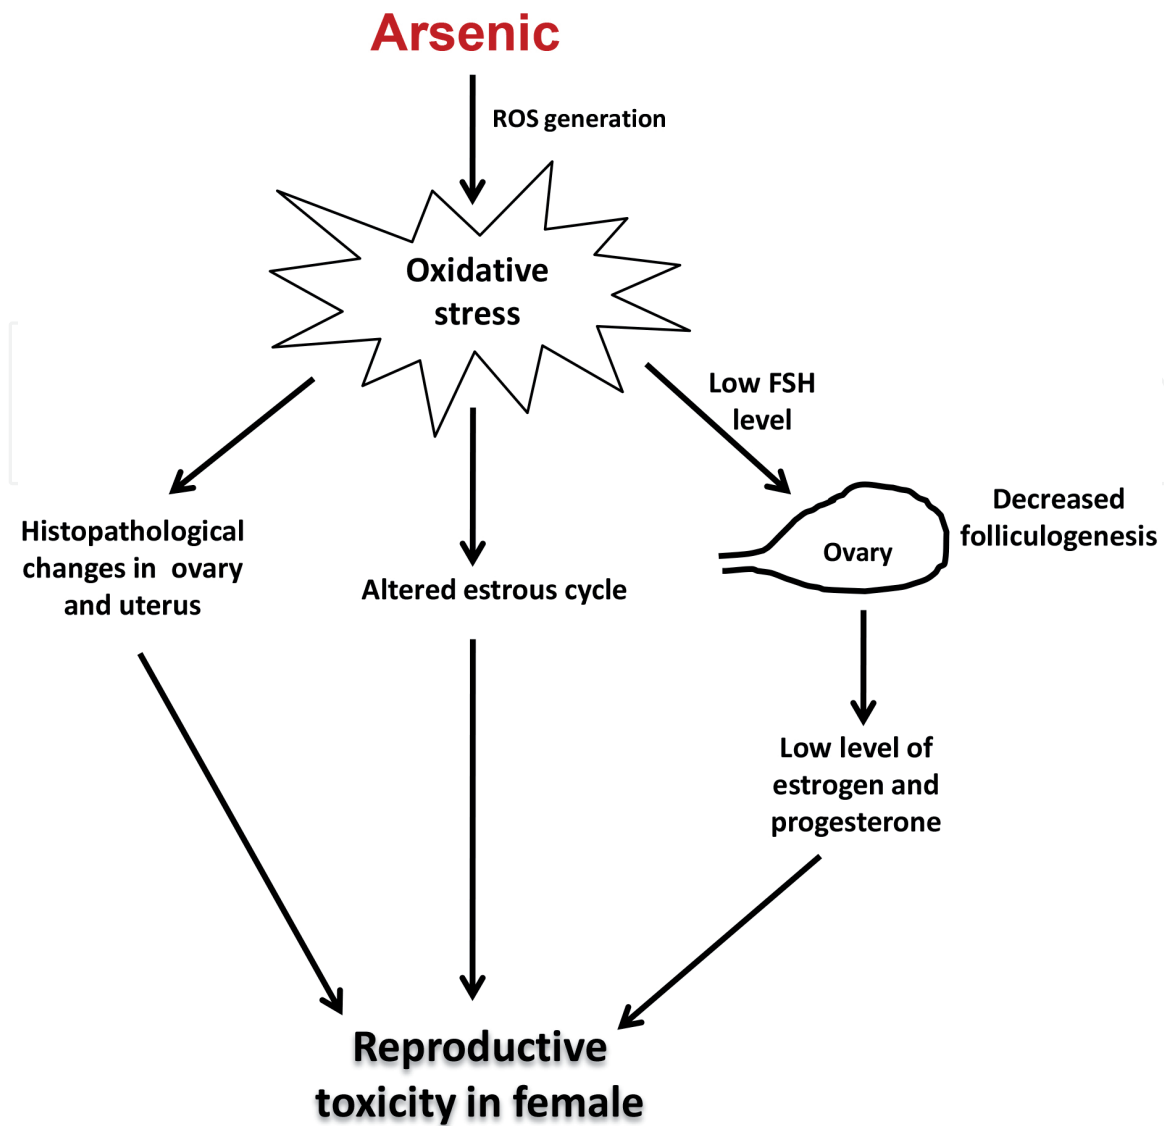 Arsenic
ROS generation
Oxidative
stress
Low FSH
level
Histopathological
changes in ovary
and uterus
Altered estrous cycle
Ovary
Decreased
folliculogenesis
Low level of
estrogen and
progesterone
Reproductive
toxicity in female